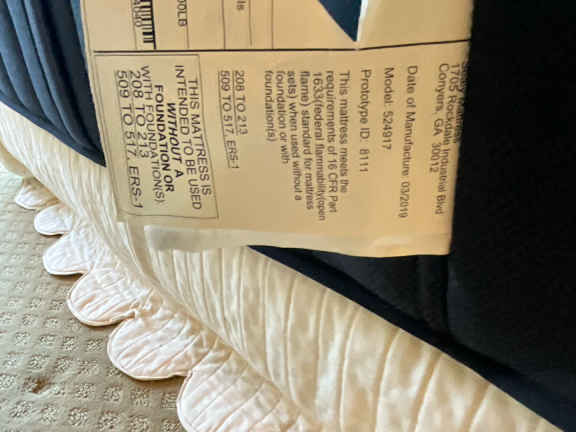 Sealy Mattress
1705 Rockdale Industrial Blvd
Conyers, GA 30012
Date of Manufacture: 03/2019
Model: 524917
Prototype ID: 8111
This mattress meets the
requirements of 16 CFR Part
1633(federal flammability(open
flame) standard for mattress
sets) when used without a
foundation or with
foundation(s)
208 TO 213
509 TO 517, ERS-1
THIS MATTRESS IS
INTENDED TO BE USED
WITHOUT A
FOUNDATION OR
WITH FOUNDATION(S)
208 TO 213
509 TO 517, ERS-1